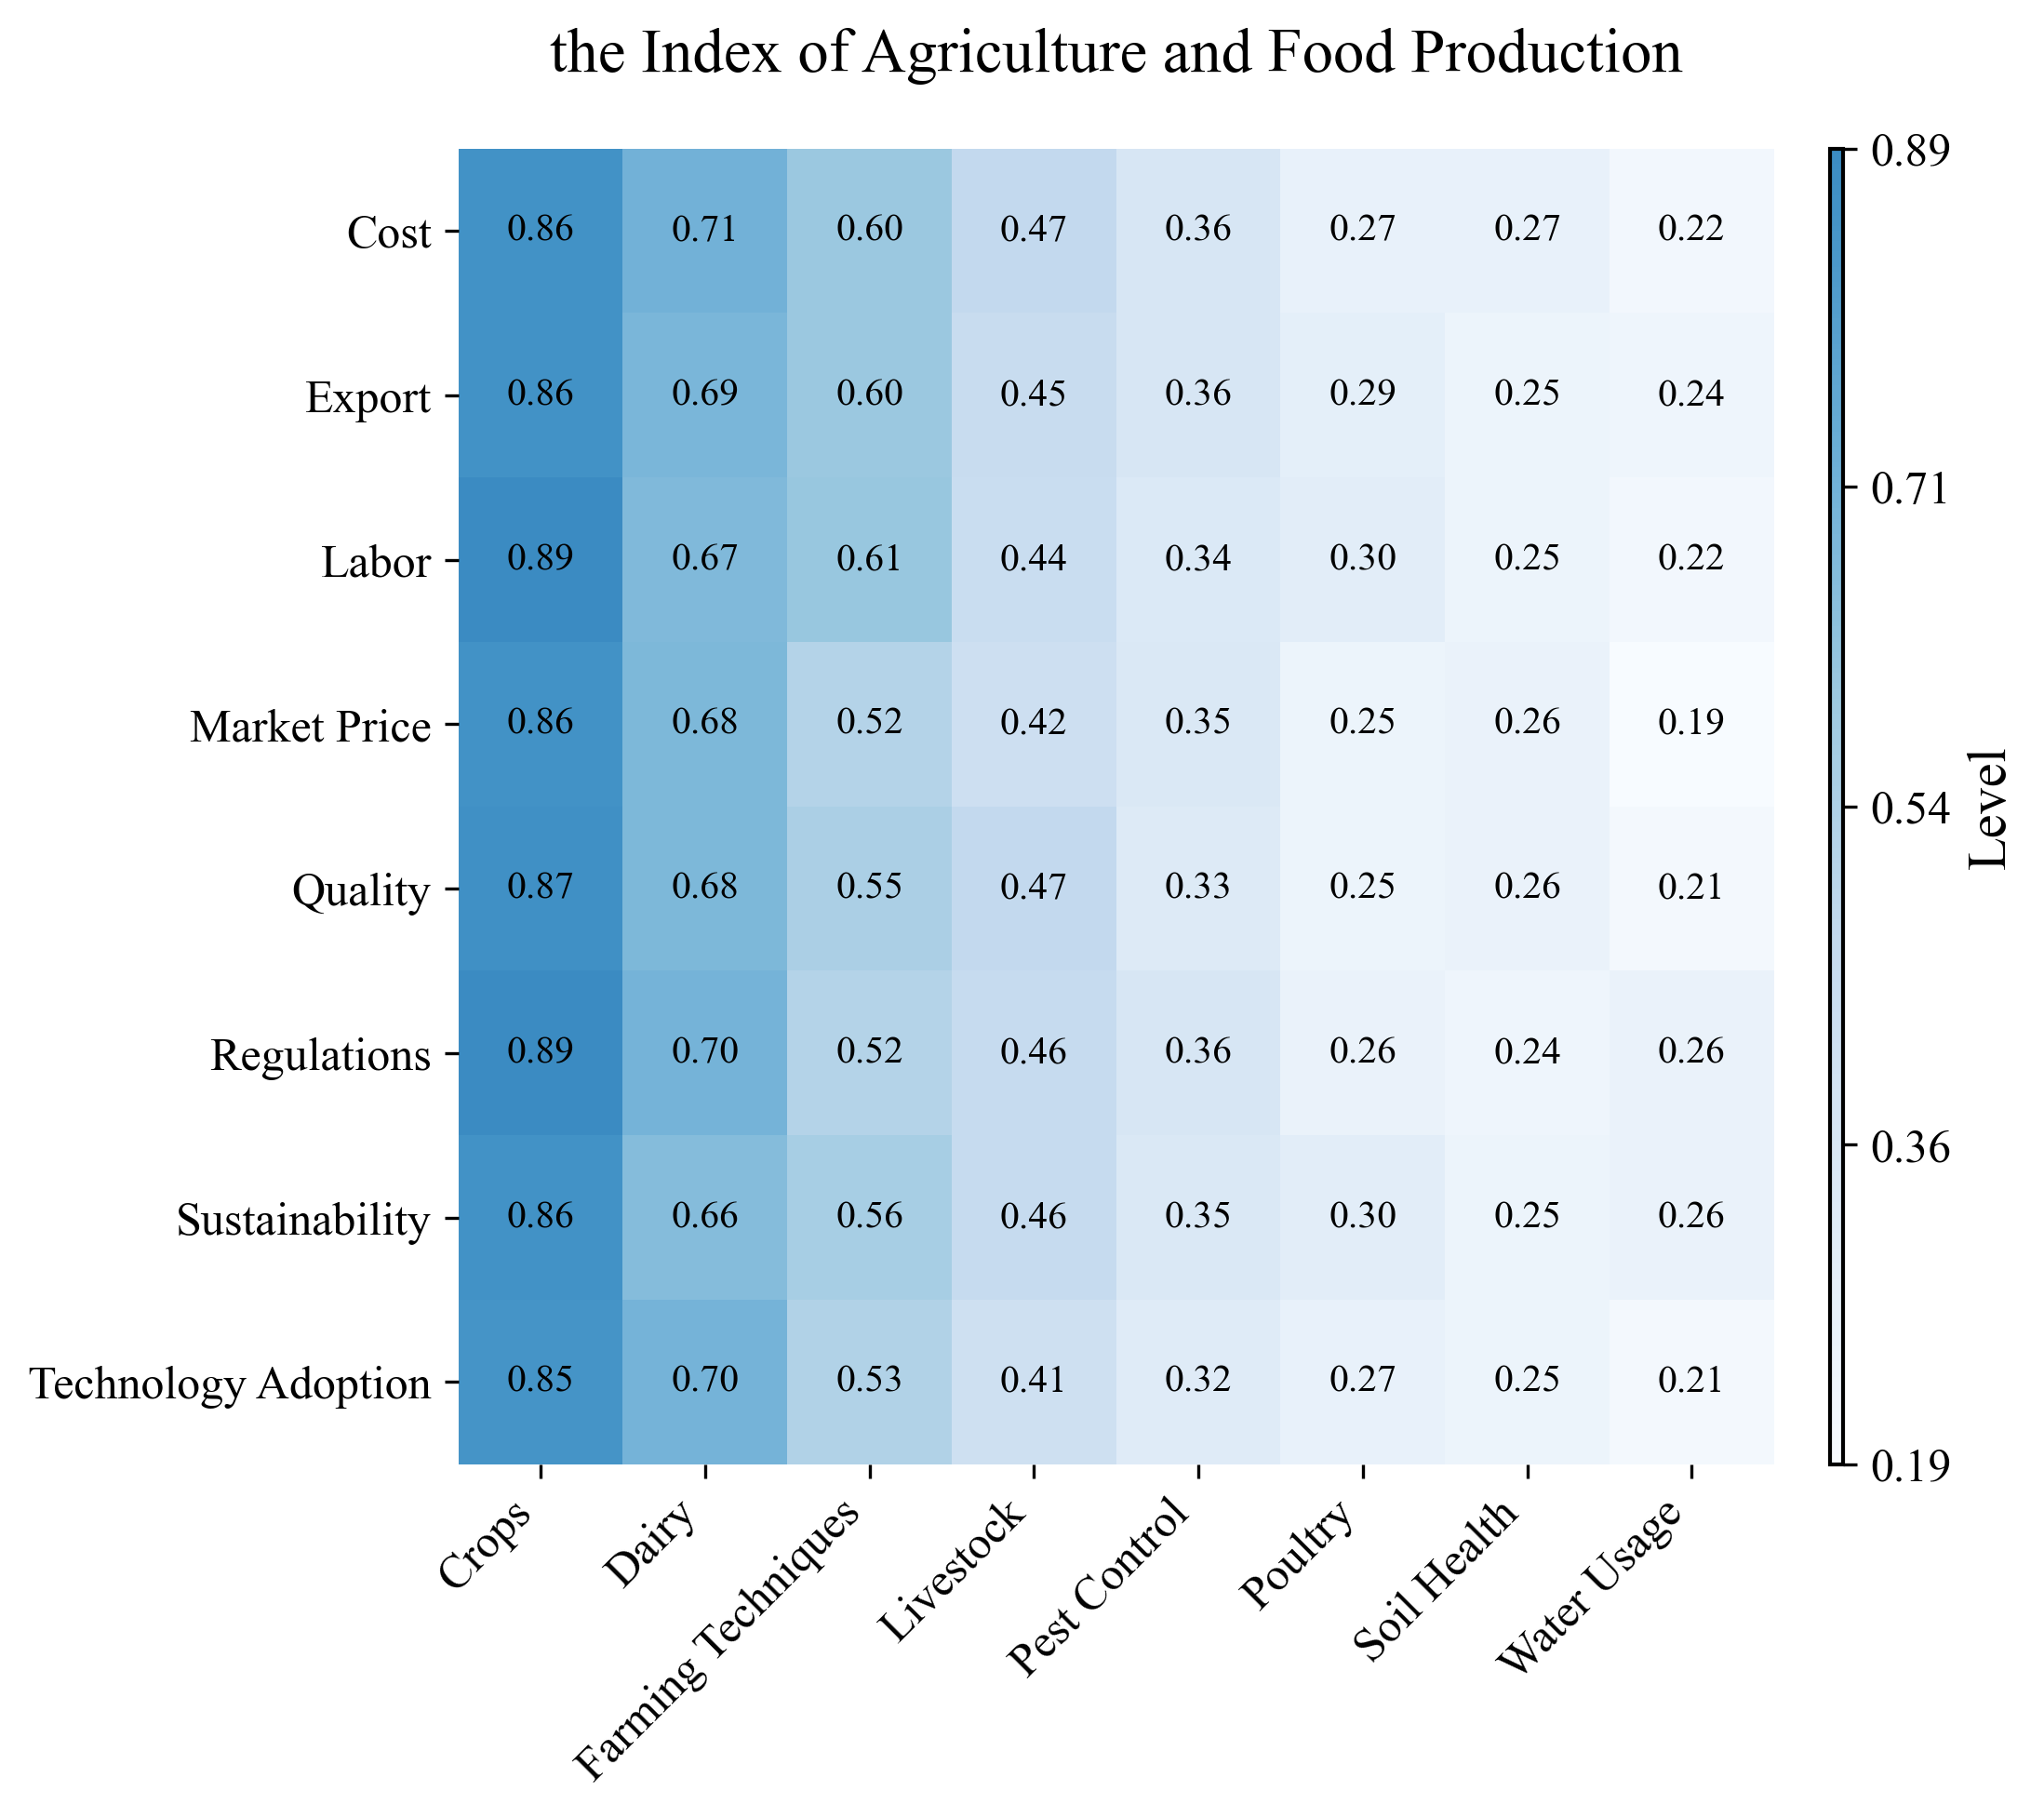 the Index of Agriculture and Food Production
Cost 0.86 0.71 0.60 0.47 0.36 0.27 0.27 0.22
Export 0.86 0.69 0.60 0.45 0.36 0.29 0.25 0.24
Labor 0.89 0.67 0.61 0.44 0.34 0.30 0.25 0.22
Market Price 0.86 0.68 0.52 0.42 0.35 0.25 0.26 0.19
Quality 0.87 0.68 0.55 0.47 0.33 0.25 0.26 0.21
Regulations 0.89 0.70 0.52 0.46 0.36 0.26 0.24 0.26
Sustainability 0.86 0.66 0.56 0.46 0.35 0.30 0.25 0.26
Technology Adoption 0.85 0.70 0.53 0.41 0.32 0.27 0.25 0.21
Crops
Dairy
Farming Techniques
Livestock
Pest Control
Poultry
Soil Health
Water Usage
0.89
0.71
0.54
0.36
0.19
Level